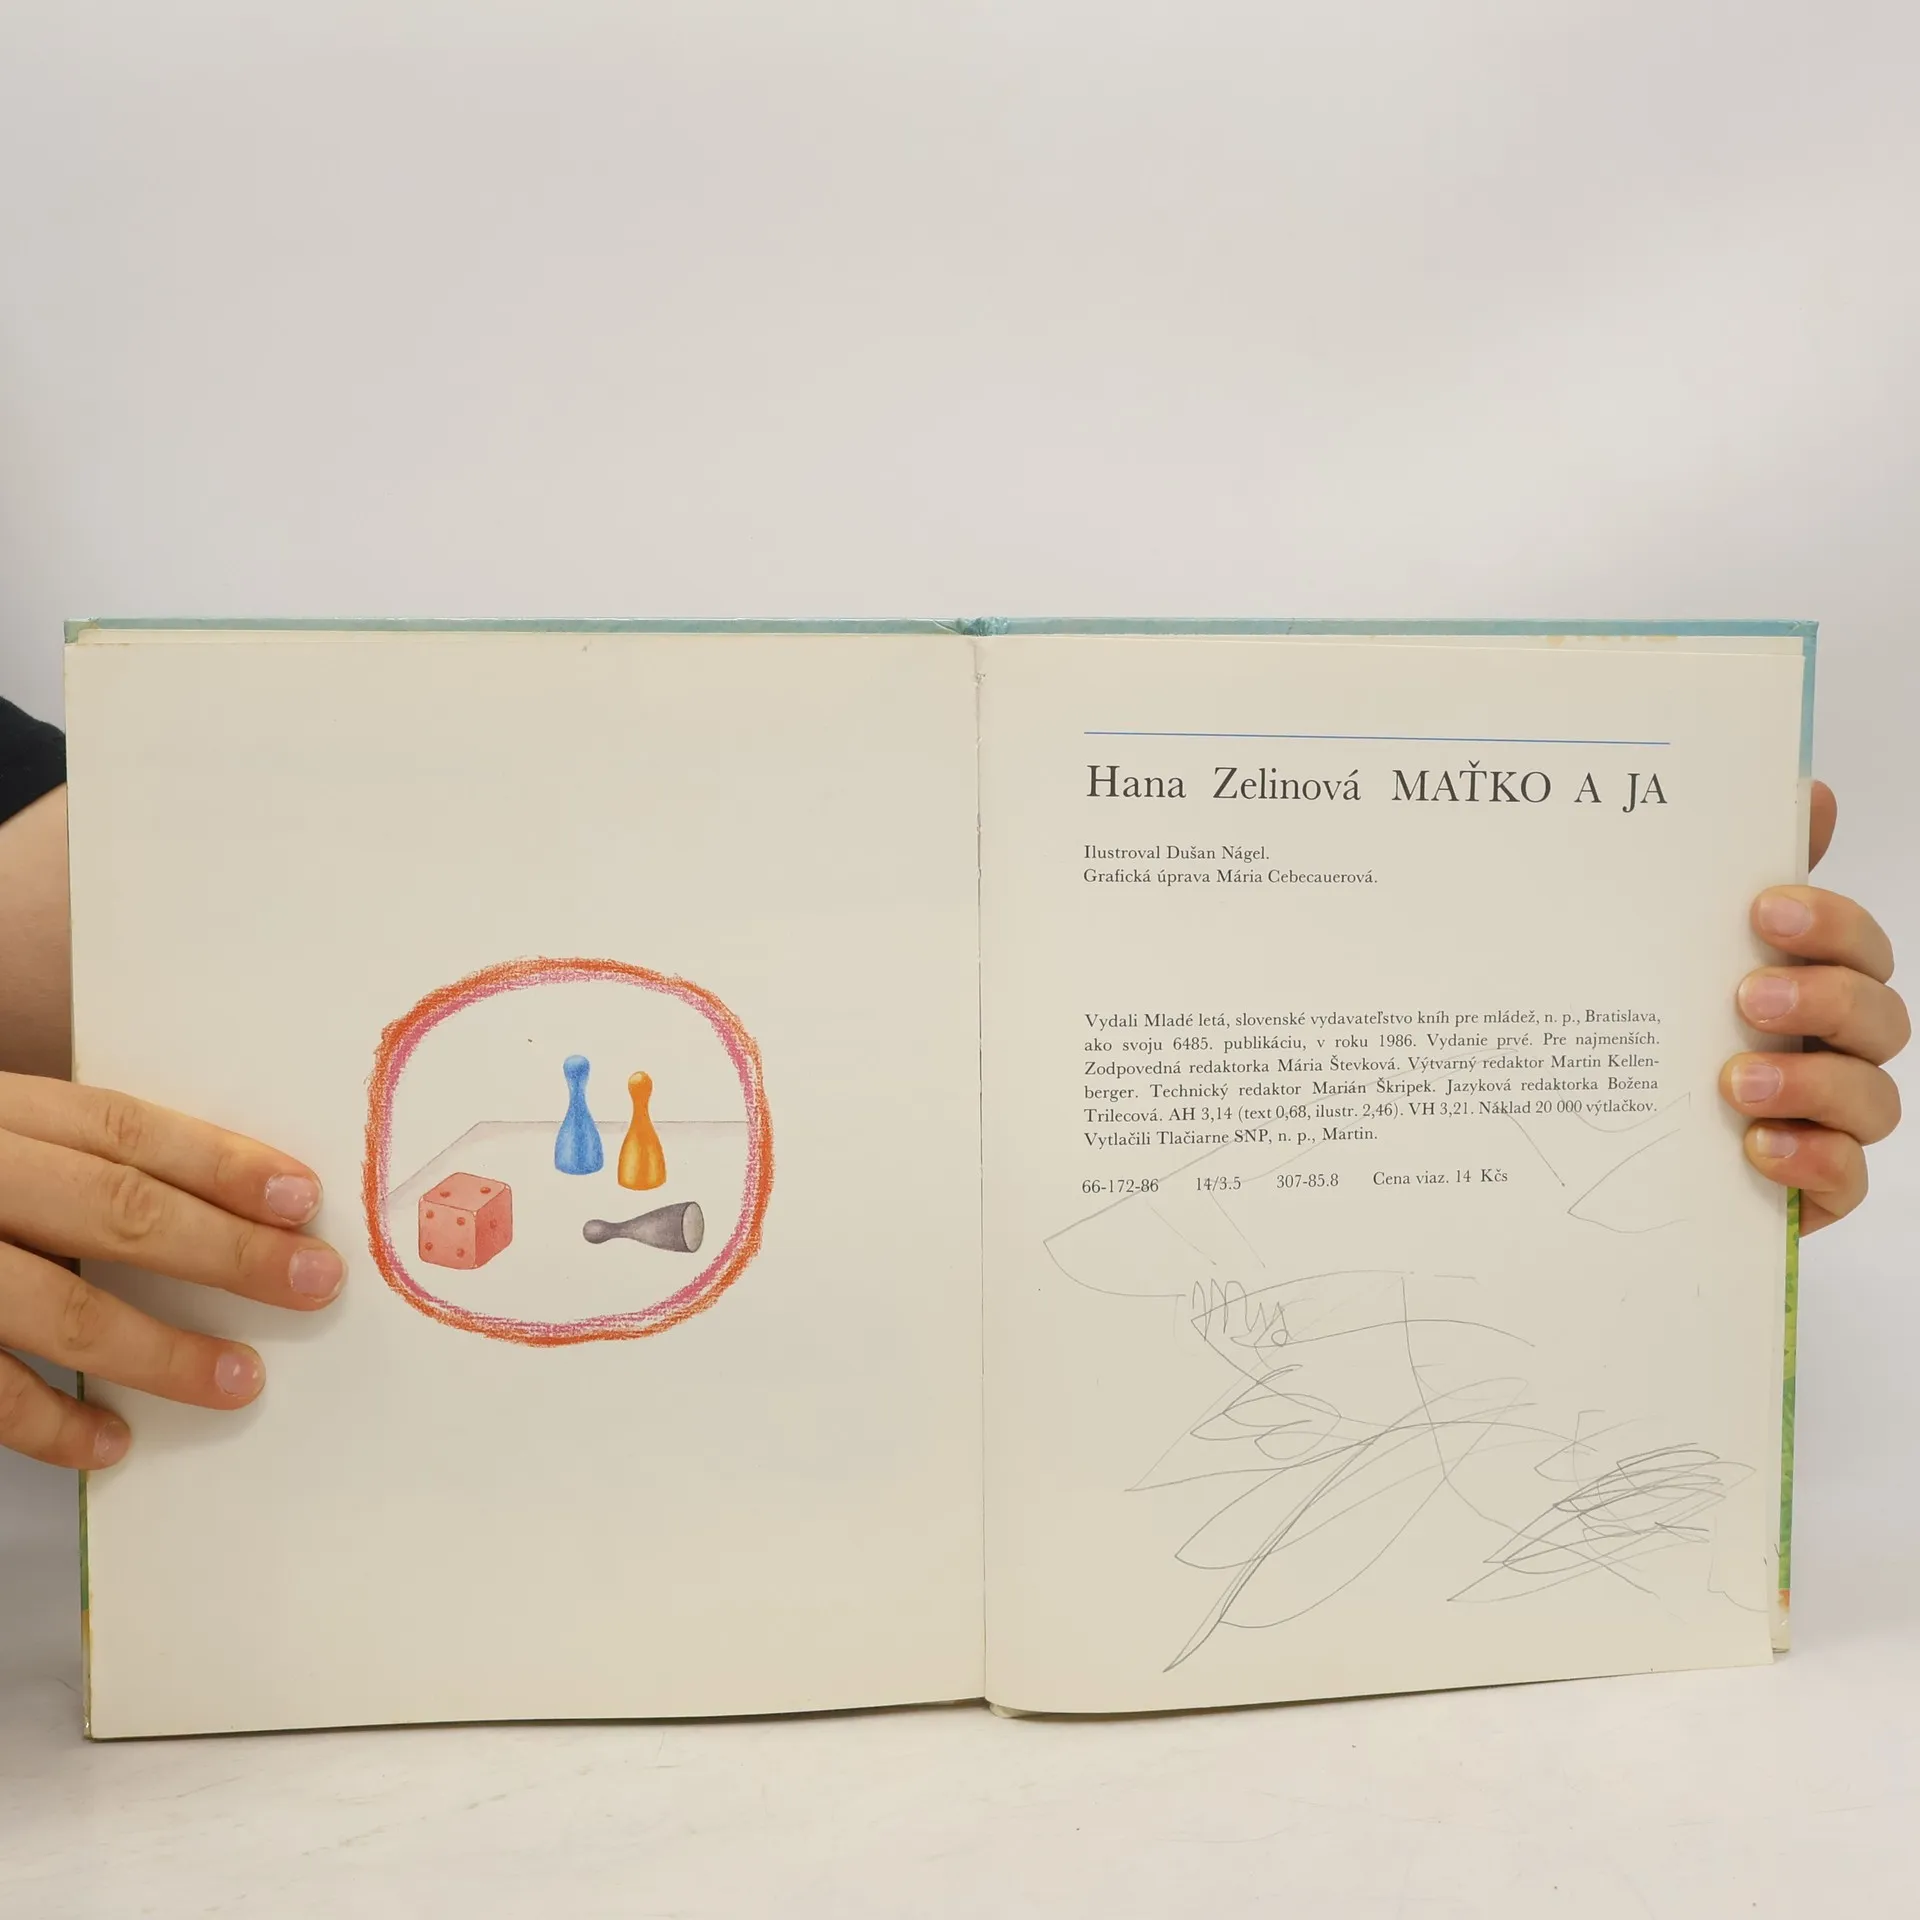 Hana Zelinová MAŤKO A JA
Ilustroval Dušan Nágel.
Grafická úprava Mária Cebecauerová.
Vydali Mladé letá, slovenské vydavateľstvo kníh pre mládež, n. p., Bratislava,
ako svoju 6485. publikáciu, v roku 1986. Vydanie prvé. Pre najmenších.
Zodpovedná redaktorka Mária Števková. Výtvarný redaktor Martin Kellen-
berger. Technický redaktor Marián Škripek. Jazyková redaktorka Božena
Trilecová. AH 3,14 (text 0,68, ilustr. 2,46). VH 3,21. Náklad 20 000 výtlačkov.
Vytlačili Tlačiarne SNP, n. p., Martin.
66-172-86 14/3.5 307-85.8 Cena viaz. 14 Kčs